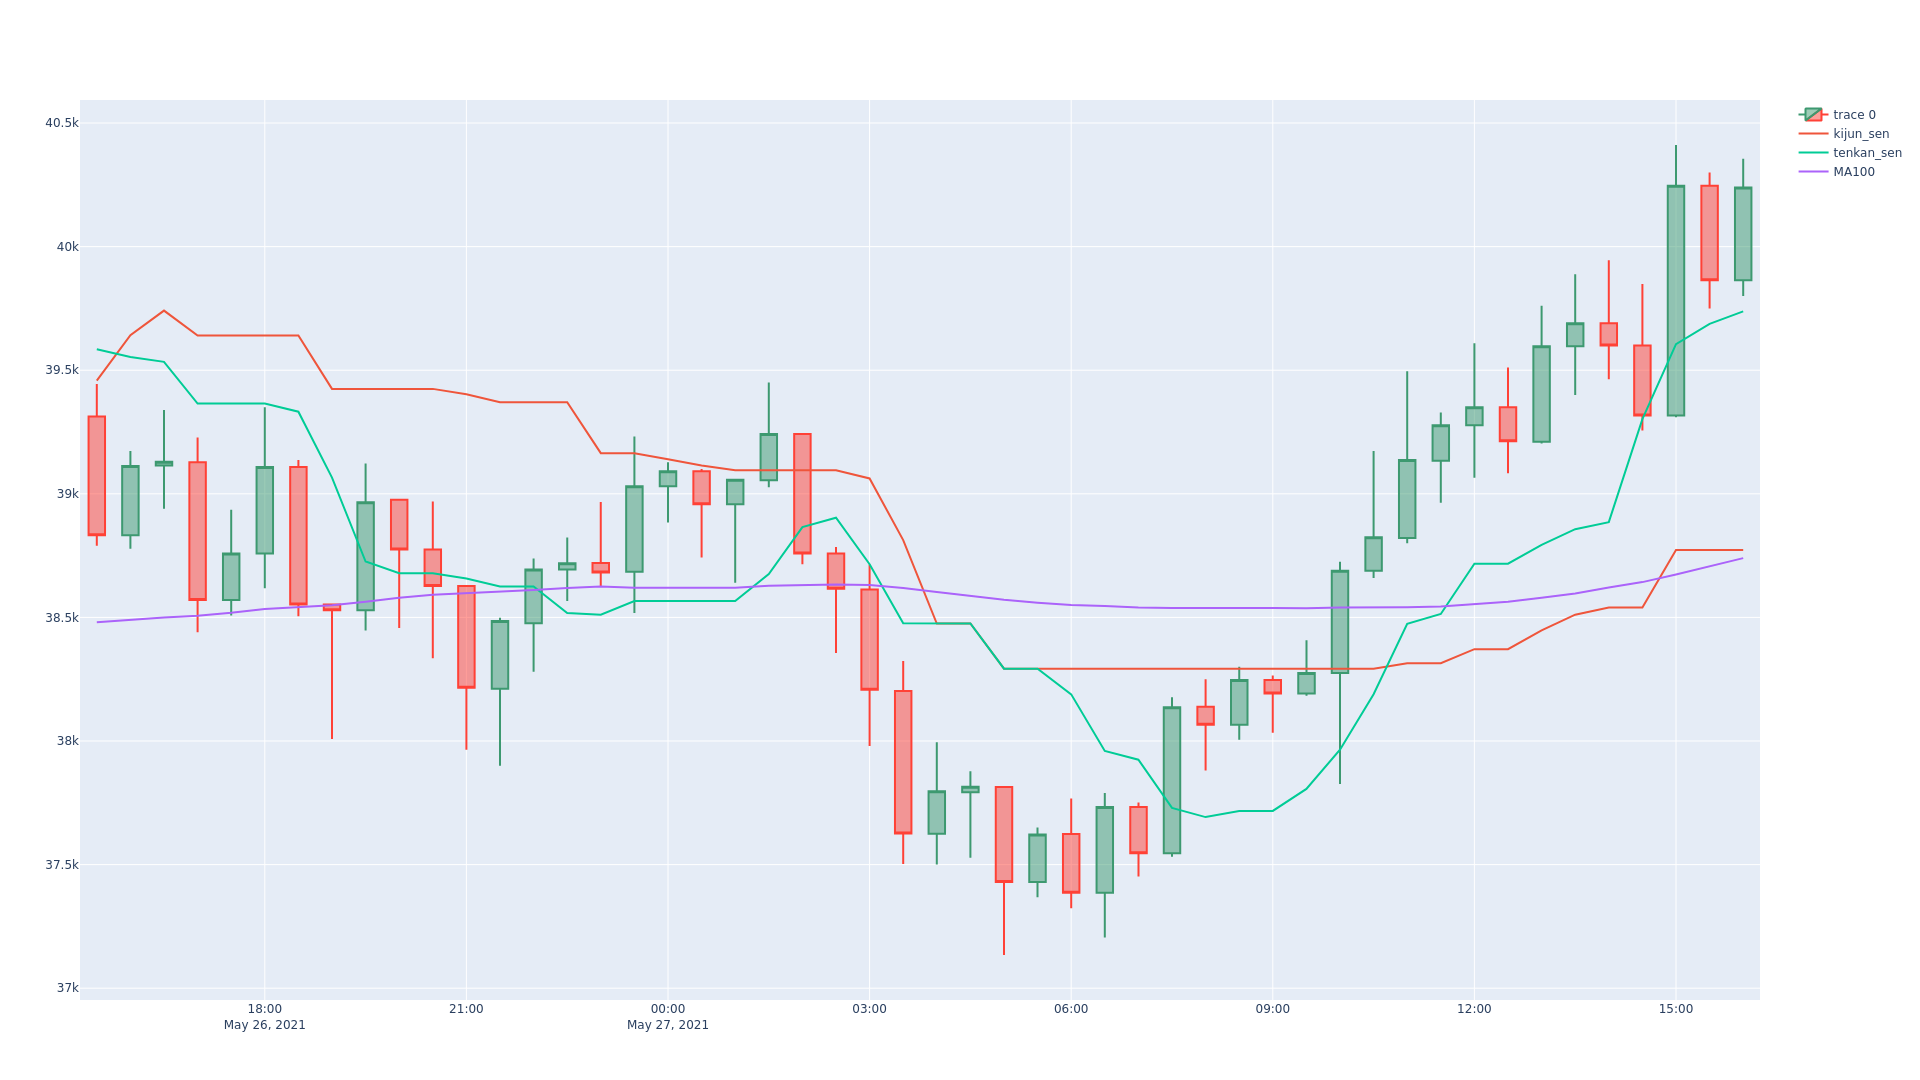 40.5k
40k
39.5k
39k
38.5k
38k
37.5k
37k
18:00
May 26, 2021
21:00
00:00
May 27, 2021
03:00
06:00
09:00
12:00
15:00
trace 0
kijun_sen
tenkan_sen
MA100